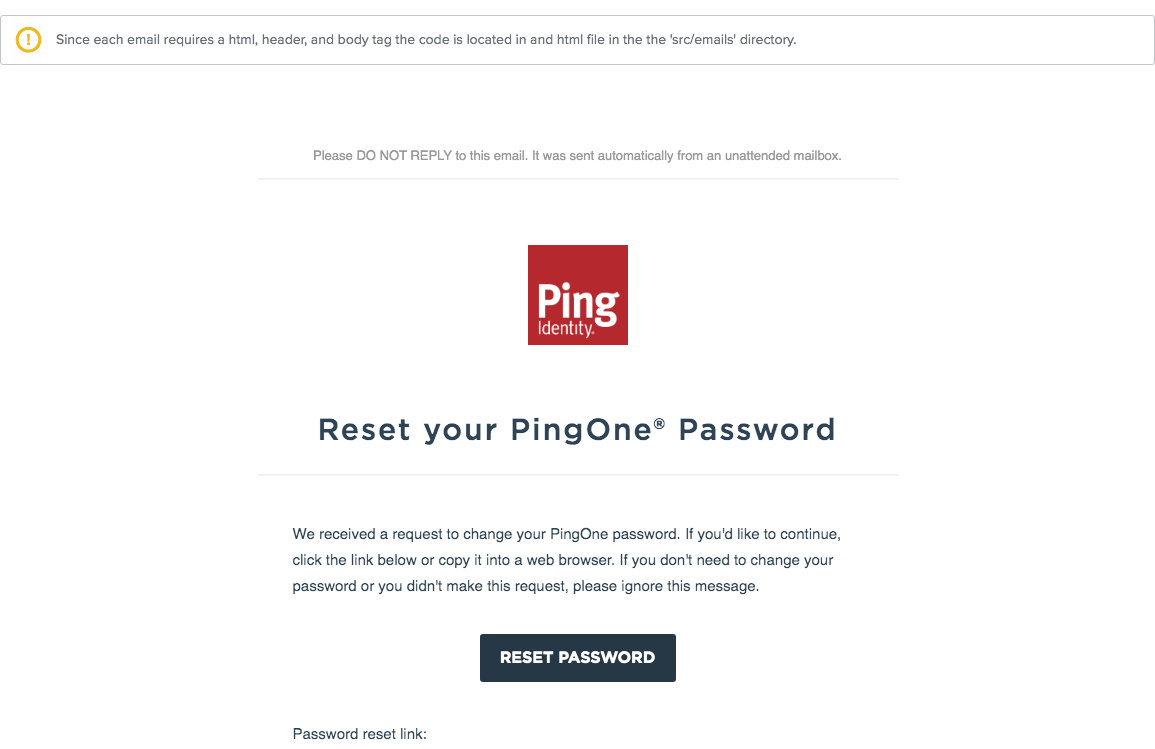 Since each email requires a html, header, and body tag the code is located in and html file in the the 'src/emails' directory.
Please DO NOT REPLY to this email. It was sent automatically from an unattended mailbox.
Ping
Identity.
Reset your PingOne® Password
We received a request to change your PingOne password. If you'd like to continue,
click the link below or copy it into a web browser. If you don't need to change your
password or you didn't make this request, please ignore this message.
RESET PASSWORD
Password reset link: